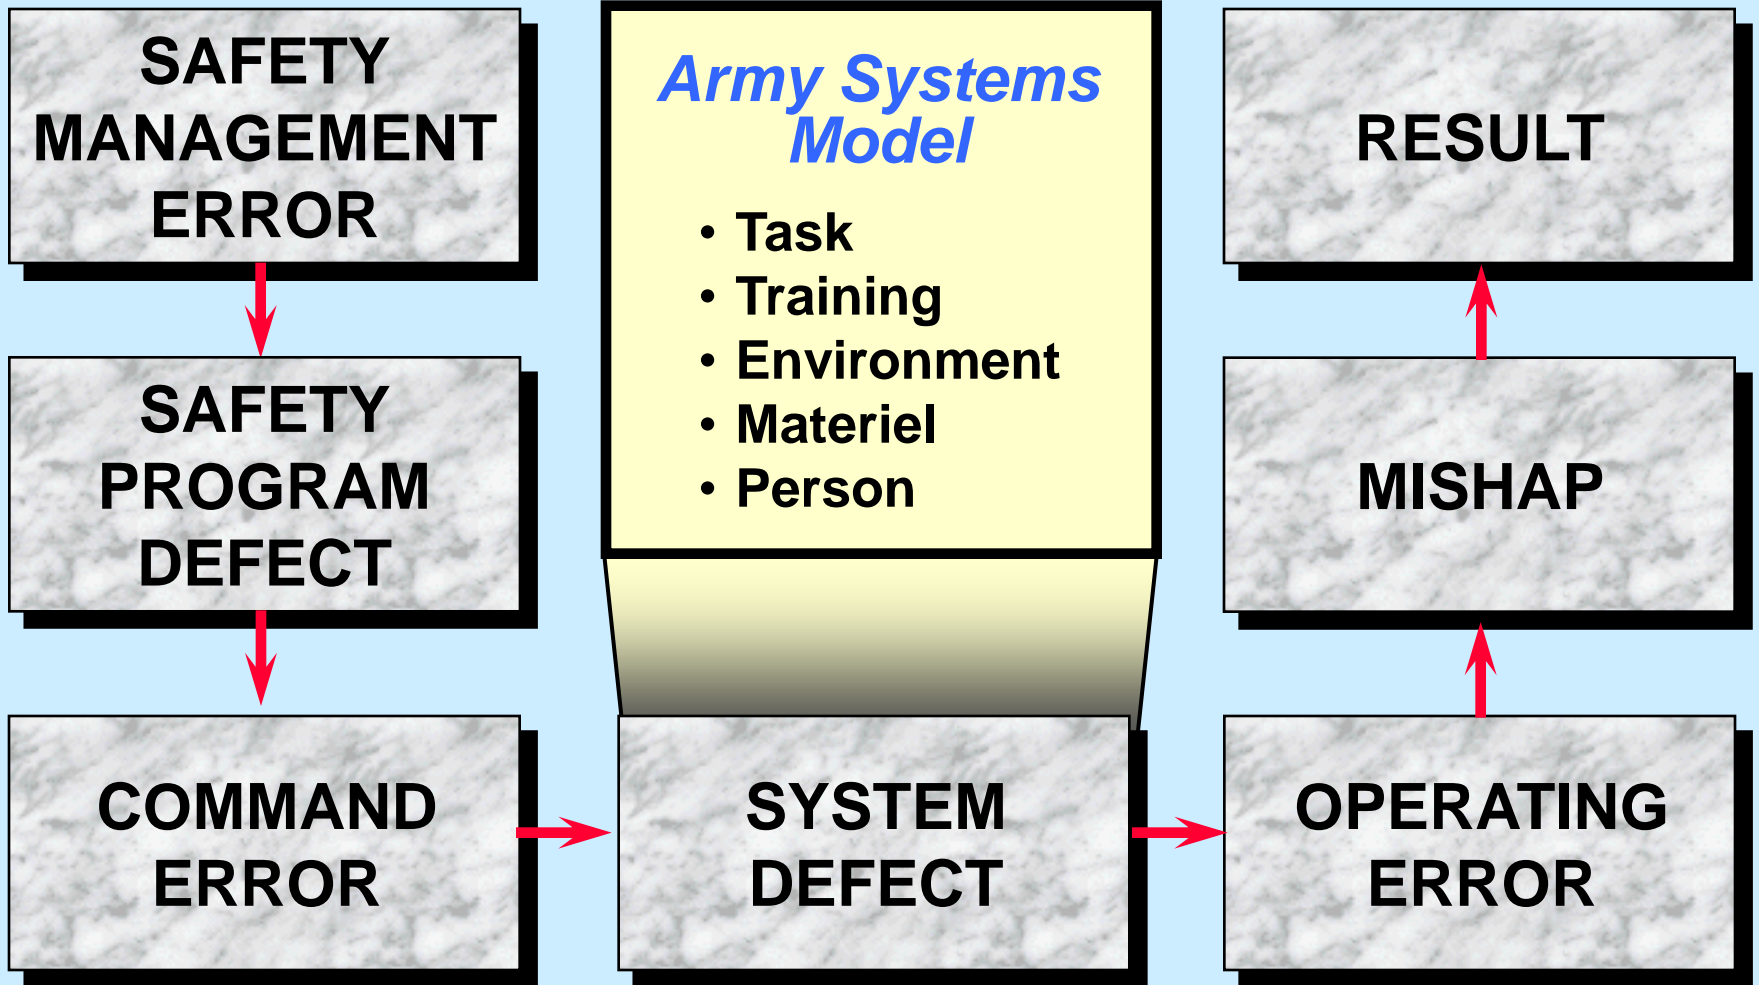 SAFETY
MANAGEMENT
ERROR
SAFETY
PROGRAM
DEFECT
COMMAND
ERROR
Army Systems
Model
• Task
• Training
• Environment
• Materiel
• Person
SYSTEM
DEFECT
OPERATING
ERROR
MISHAP
RESULT